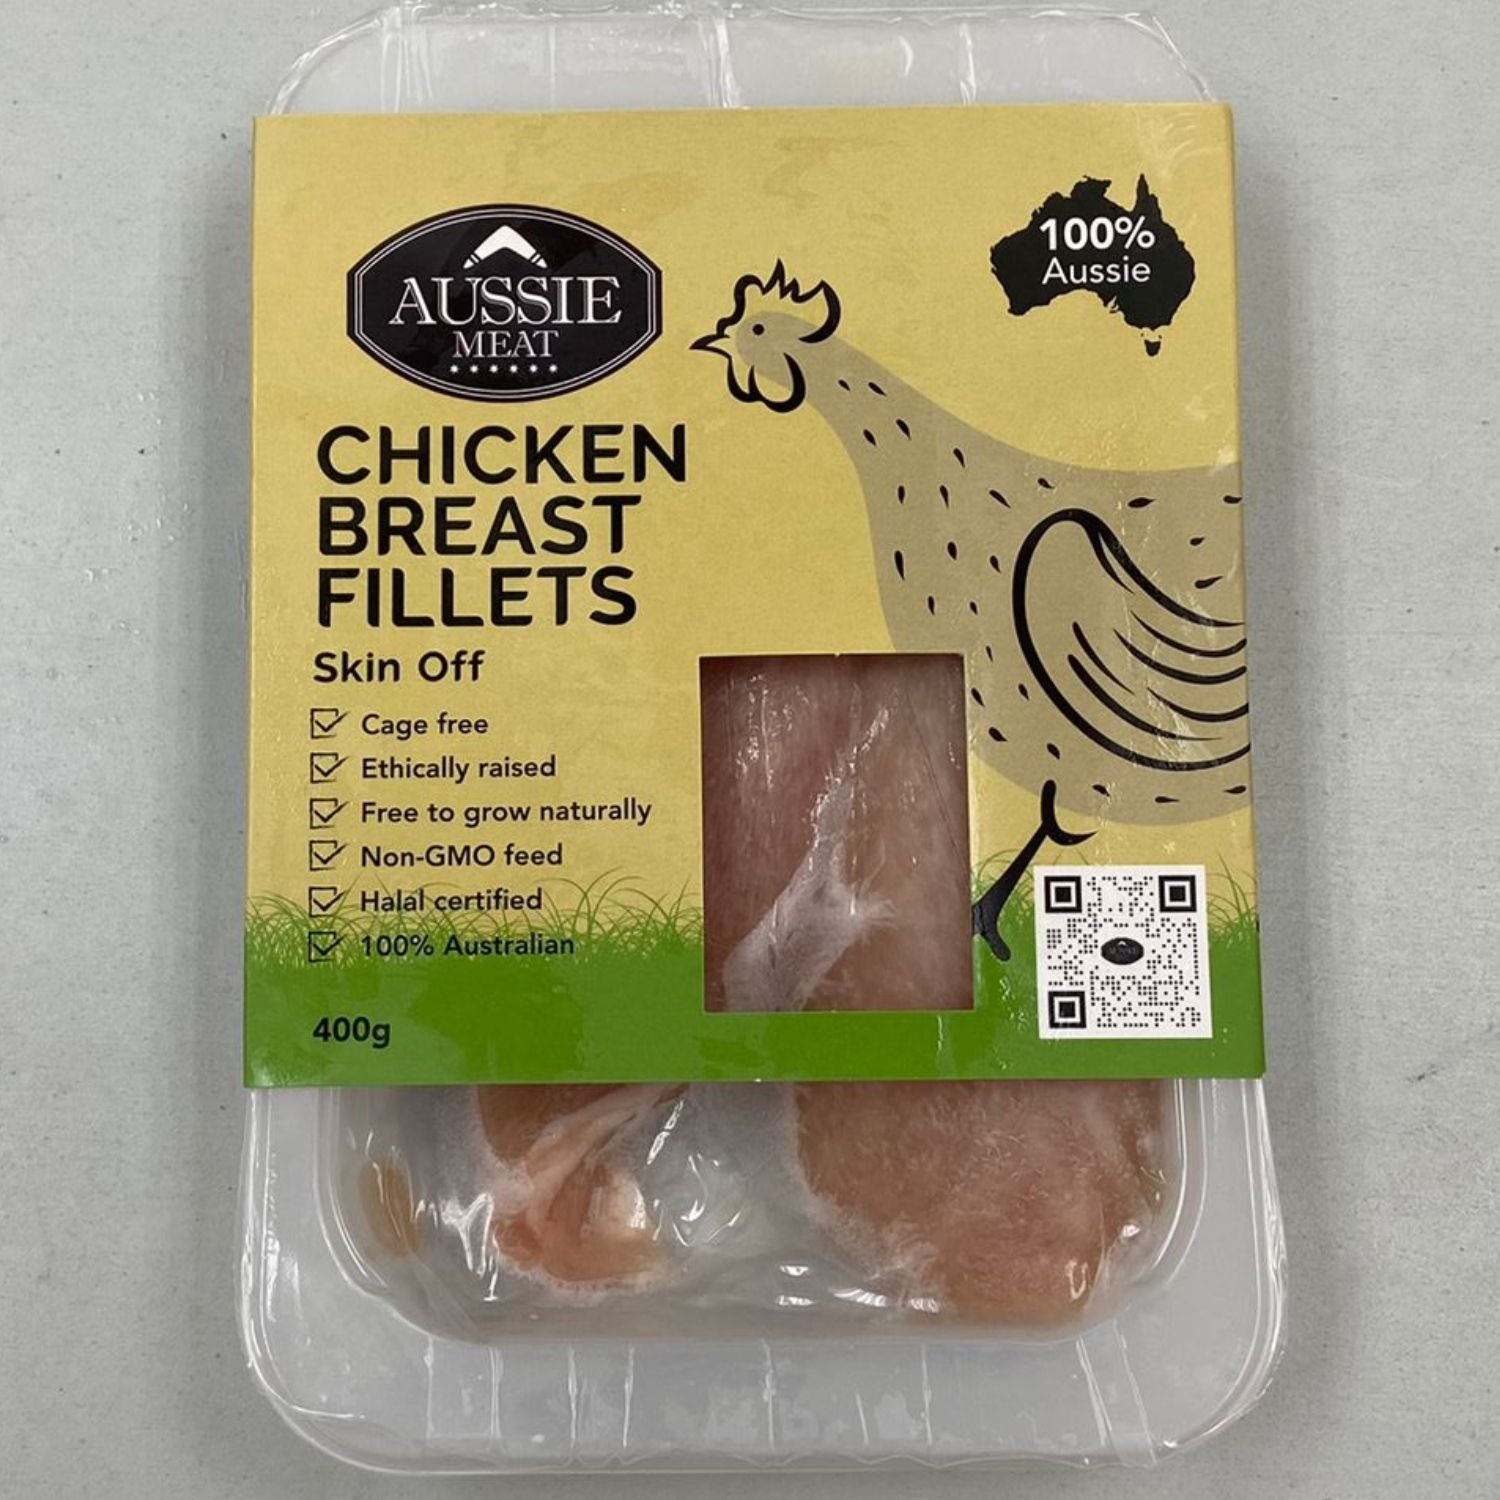 AUSSIE
MEAT
100%
Aussie
CHICKEN
BREAST
FILLETS
Skin Off
Cage free
Ethically raised
Free to grow naturally
Non-GMO feed
Halal certified
100% Australian
400g